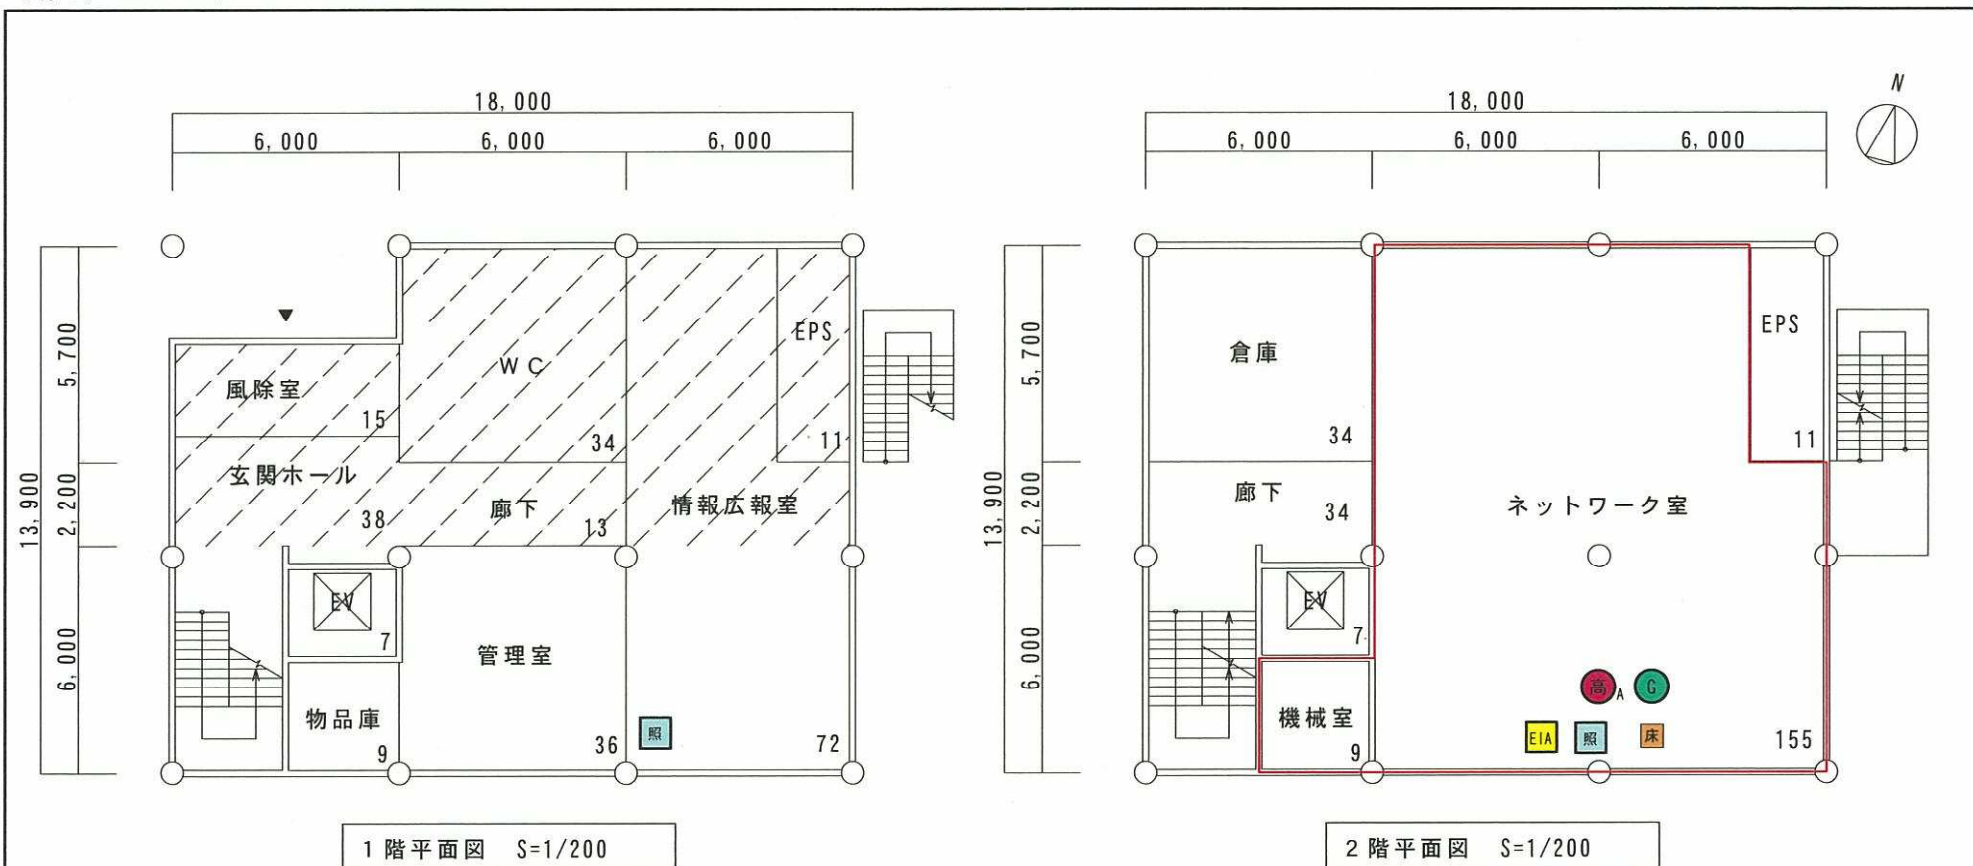 18,000
6,000
6,000
6,000
13,900
5,700
2,200
6,000
風除室
15
WC
34
EPS
11
玄関ホール
38
廊下
13
情報広報室
EV
7
管理室
36
物品庫
9
照
72
1階平面図 S=1/200
N
18,000
6,000
6,000
6,000
13,900
5,700
2,200
6,000
倉庫
34
EPS
11
廊下
34
ネットワーク室
EV
7
機械室
9
高 A
G
EIA
照
床
155
2階平面図 S=1/200